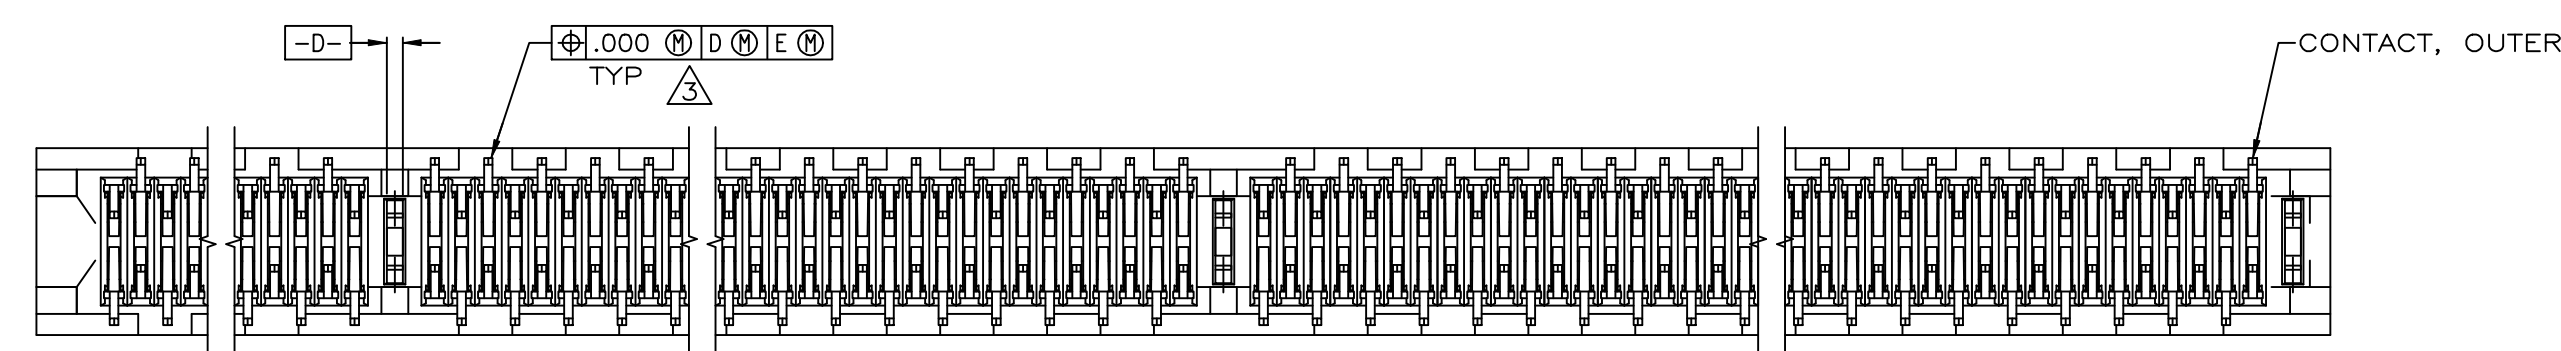 -D-
⌖ .000 Ⓜ D Ⓜ E Ⓜ
TYP 3
CONTACT, OUTER